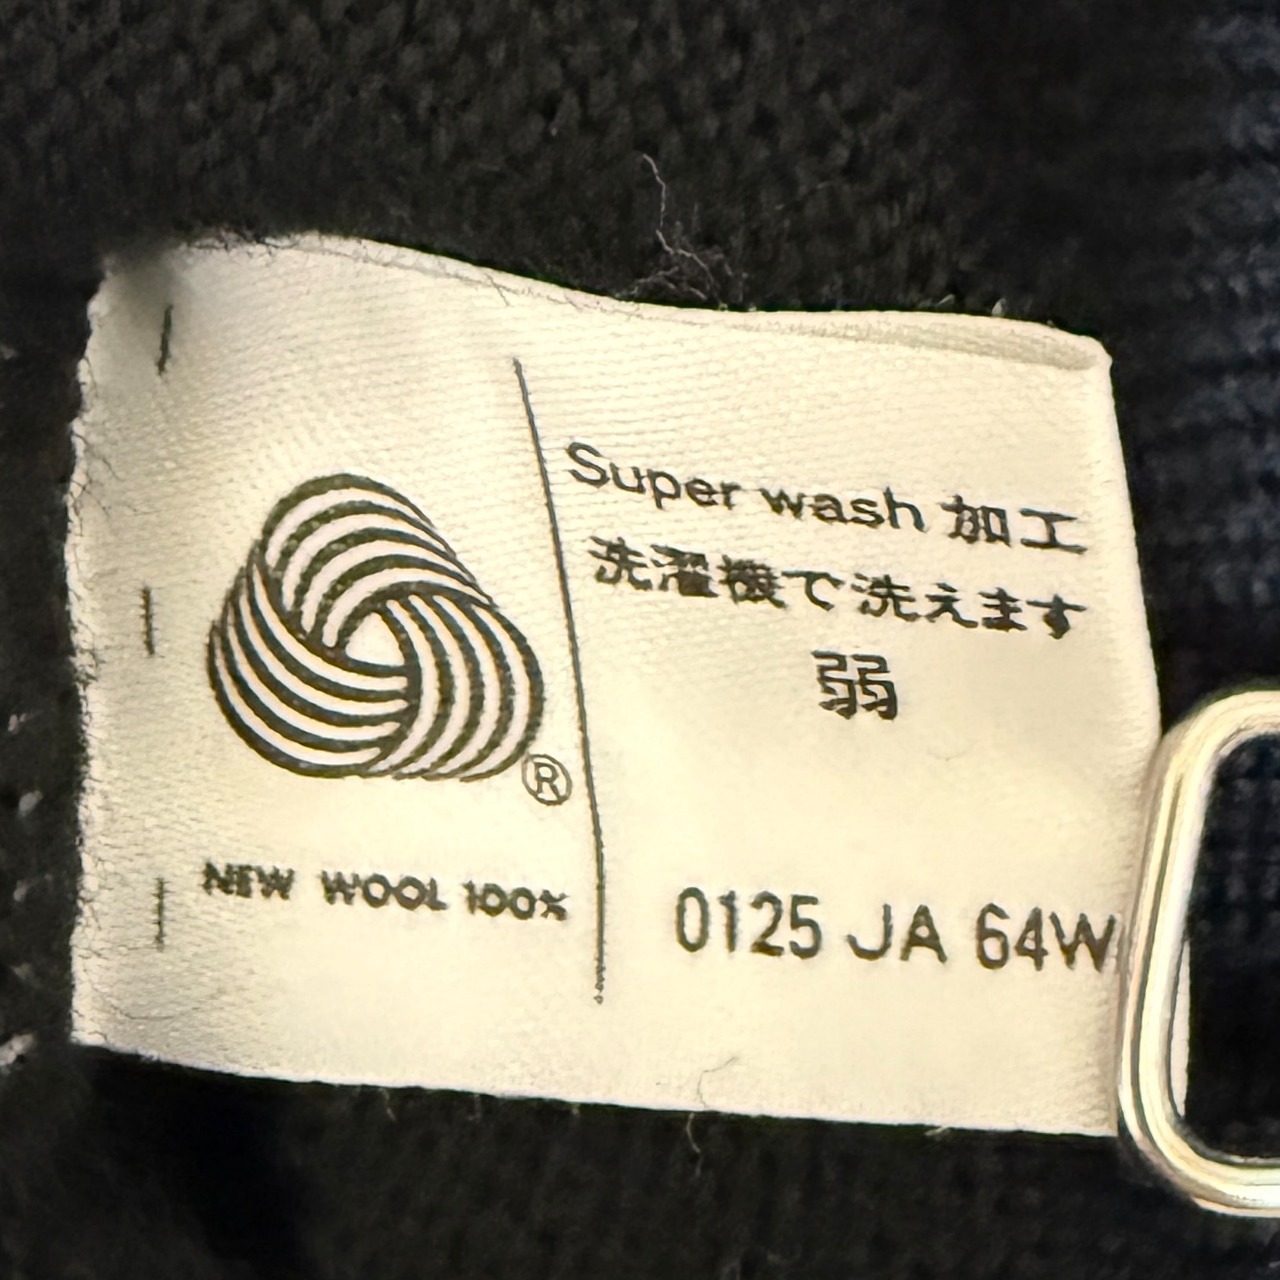 Super wash 加工
洗濯機で洗えます
弱
®
NEW WOOL 100%
0125 JA 64W